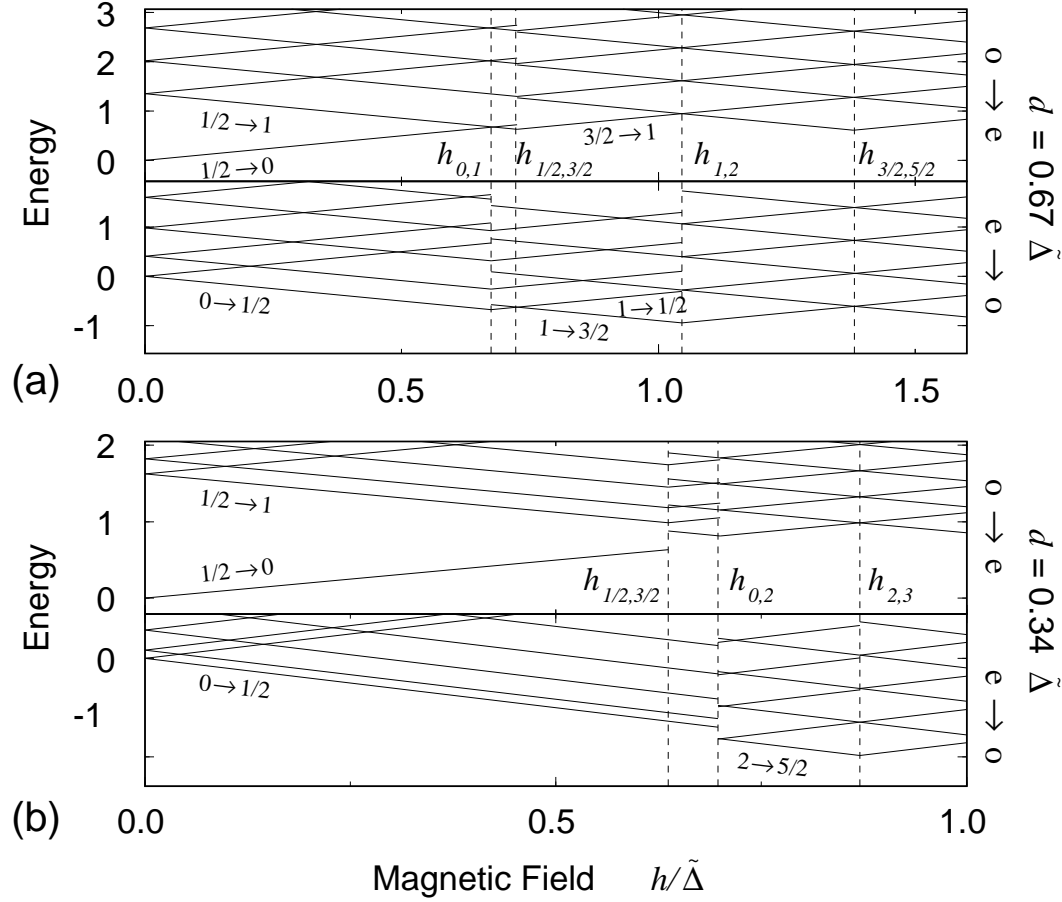 (a)
Energy
3
2
1
0
1
0
-1
1/2→1
1/2→0
3/2→1
h0,1
h1/2,3/2
h1,2
h3/2,5/2
0→1/2
1→3/2
1→1/2
0.0
0.5
1.0
1.5
o → e
e → o
d = 0.67 Δ̃
(b)
Energy
2
1
0
0
-1
1/2→1
1/2→0
h1/2,3/2
h0,2
h2,3
0→1/2
2→5/2
0.0
0.5
1.0
o → e
e → o
d = 0.34 Δ̃
Magnetic Field h/Δ̃